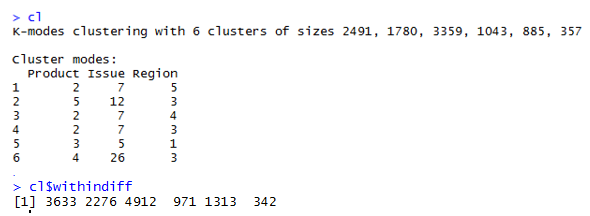 > cl
K-modes clustering with 6 clusters of sizes 2491, 1780, 3359, 1043, 885, 357
Cluster modes:
  Product Issue Region
1       2     7      5
2       5    12      3
3       2     7      4
4       2     7      3
5       3     5      1
6       4    26      3
> cl$withindiff
[1] 3633 2276 4912  971 1313  342